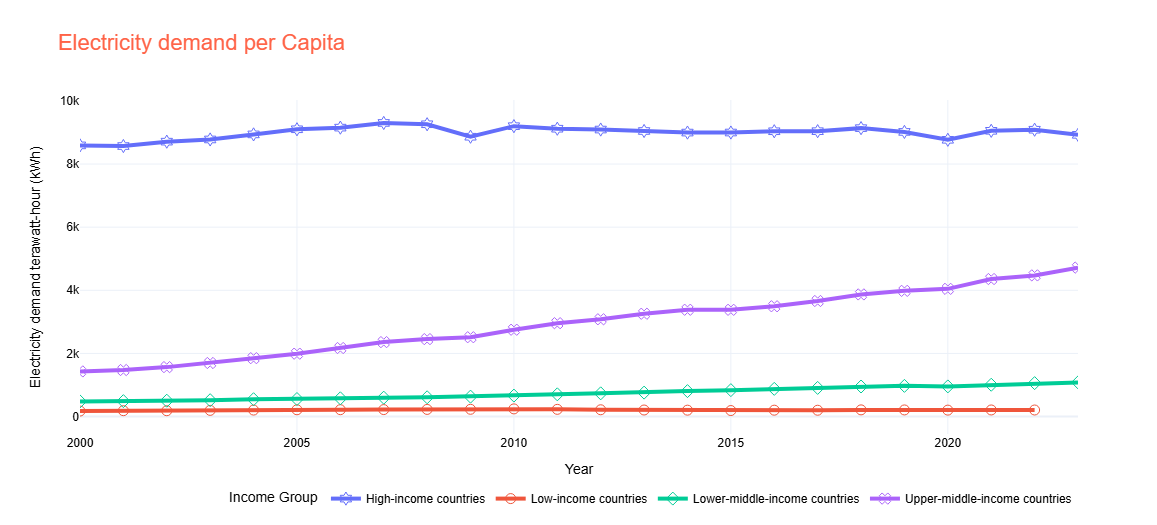 Electricity demand per Capita
10k
8k
6k
4k
2k
0
Electricity demand terawatt-hour (kWh)
2000
2005
2010
2015
2020
Year
Income Group
High-income countries
Low-income countries
Lower-middle-income countries
Upper-middle-income countries